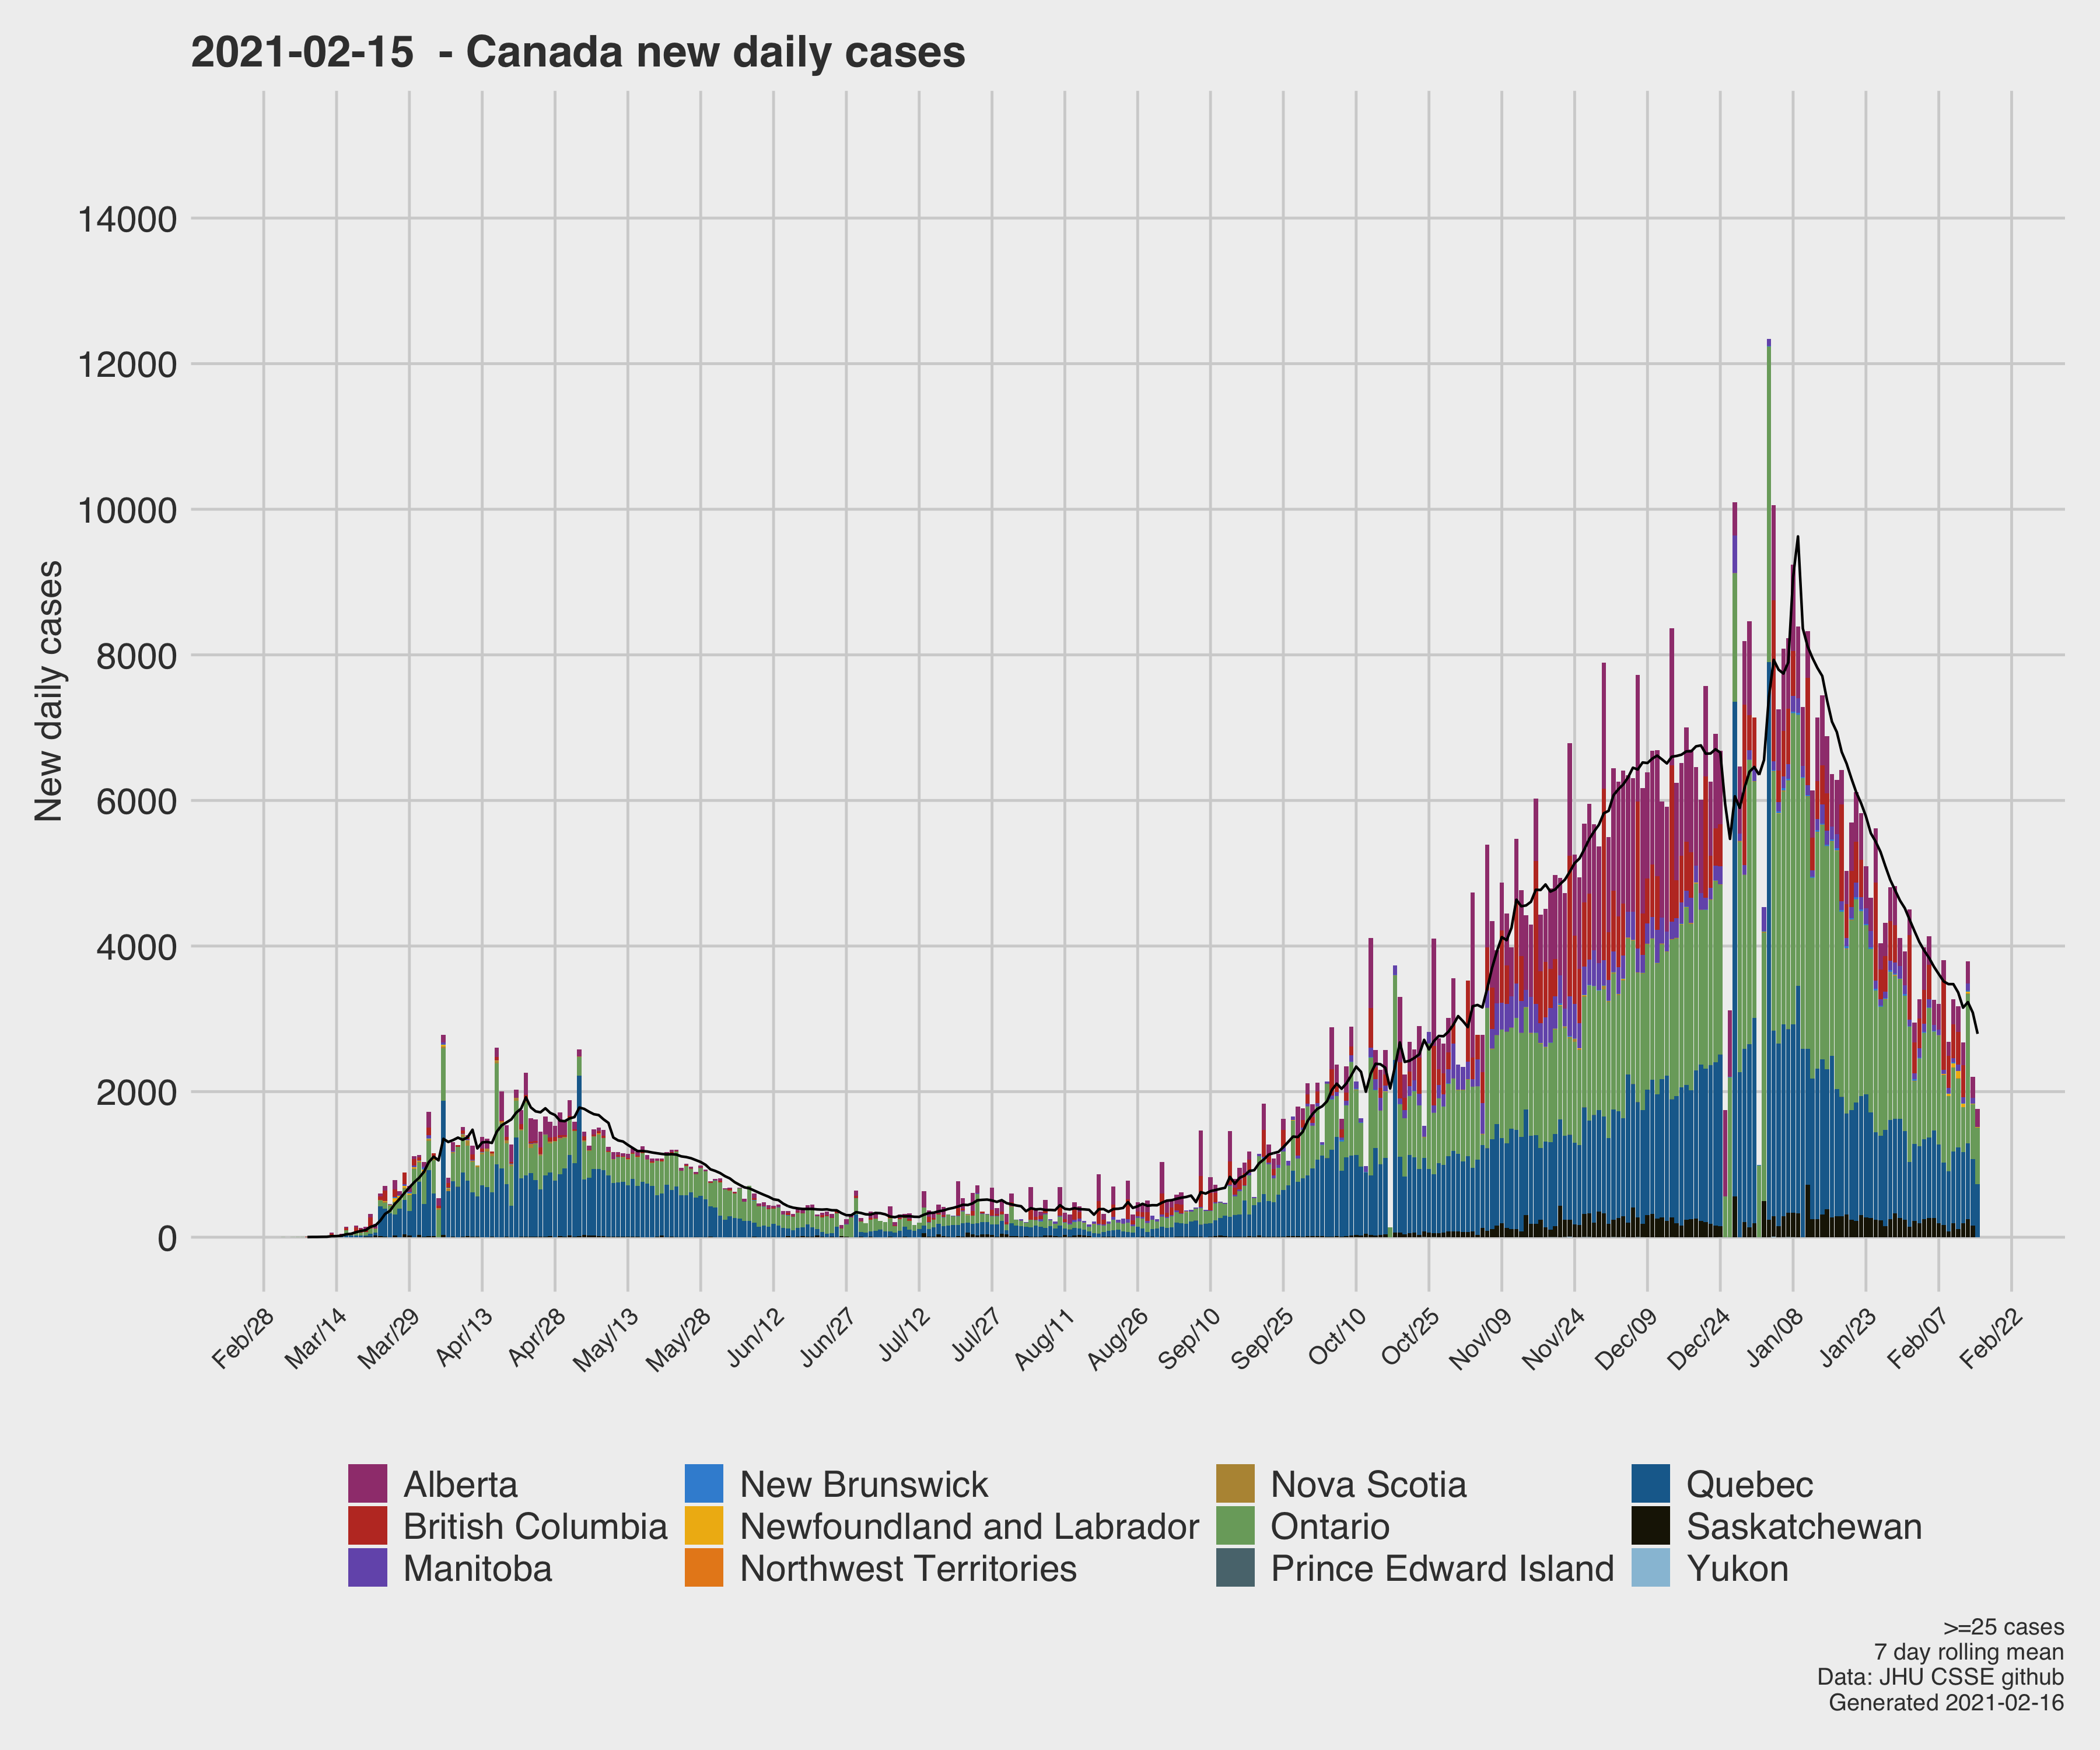 2021-02-15 - Canada new daily cases
New daily cases
14000
12000
10000
8000
6000
4000
2000
0
Feb/28 Mar/14 Mar/29 Apr/13 Apr/28 May/13 May/28 Jun/12 Jun/27 Jul/12 Jul/27 Aug/11 Aug/26 Sep/10 Sep/25 Oct/10 Oct/25 Nov/09 Nov/24 Dec/09 Dec/24 Jan/08 Jan/23 Feb/07 Feb/22
Alberta New Brunswick Nova Scotia Quebec
British Columbia Newfoundland and Labrador Ontario Saskatchewan
Manitoba Northwest Territories Prince Edward Island Yukon
>=25 cases
7 day rolling mean
Data: JHU CSSE github
Generated 2021-02-16